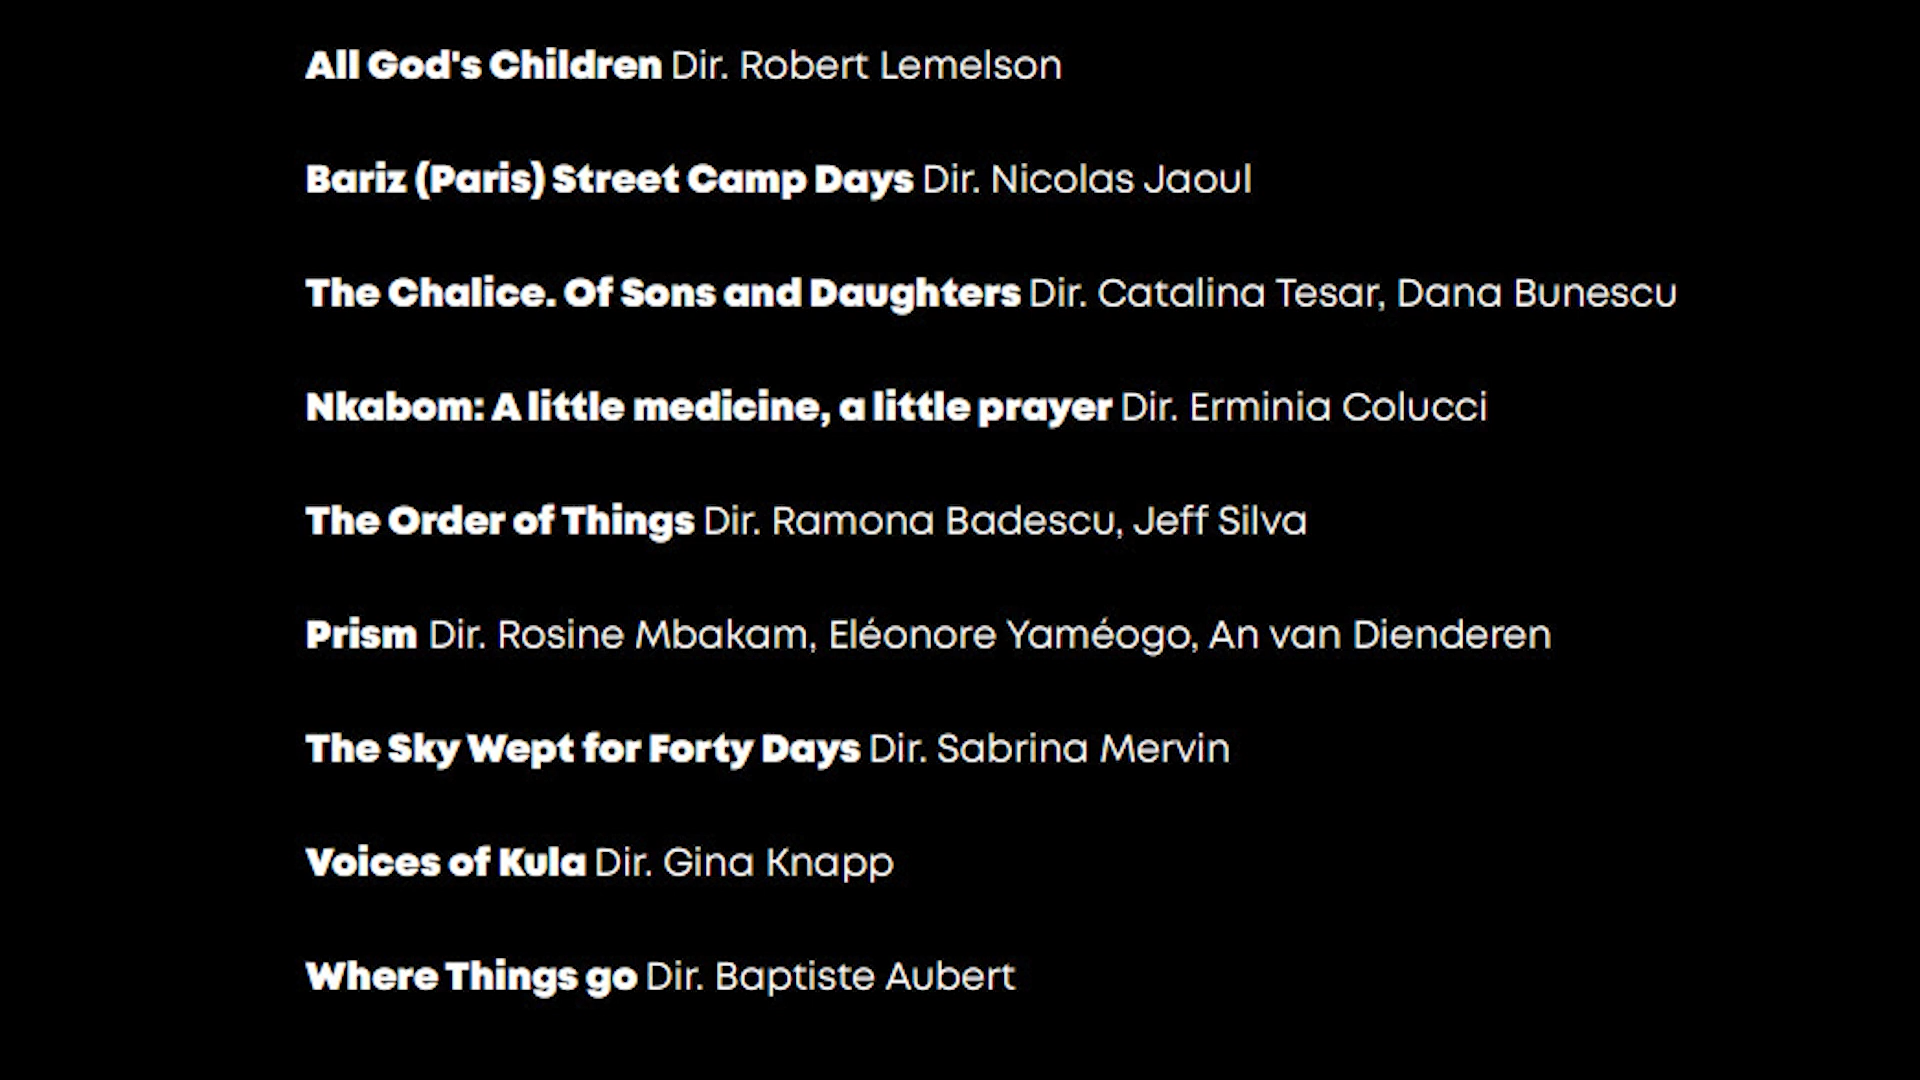 All God's Children Dir. Robert Lemelson
Bariz (Paris) Street Camp Days Dir. Nicolas Jaoul
The Chalice. Of Sons and Daughters Dir. Catalina Tesar, Dana Bunescu
Nkabom: A little medicine, a little prayer Dir. Erminia Colucci
The Order of Things Dir. Ramona Badescu, Jeff Silva
Prism Dir. Rosine Mbakam, Eléonore Yaméogo, An van Dienderen
The Sky Wept for Forty Days Dir. Sabrina Mervin
Voices of Kula Dir. Gina Knapp
Where Things go Dir. Baptiste Aubert